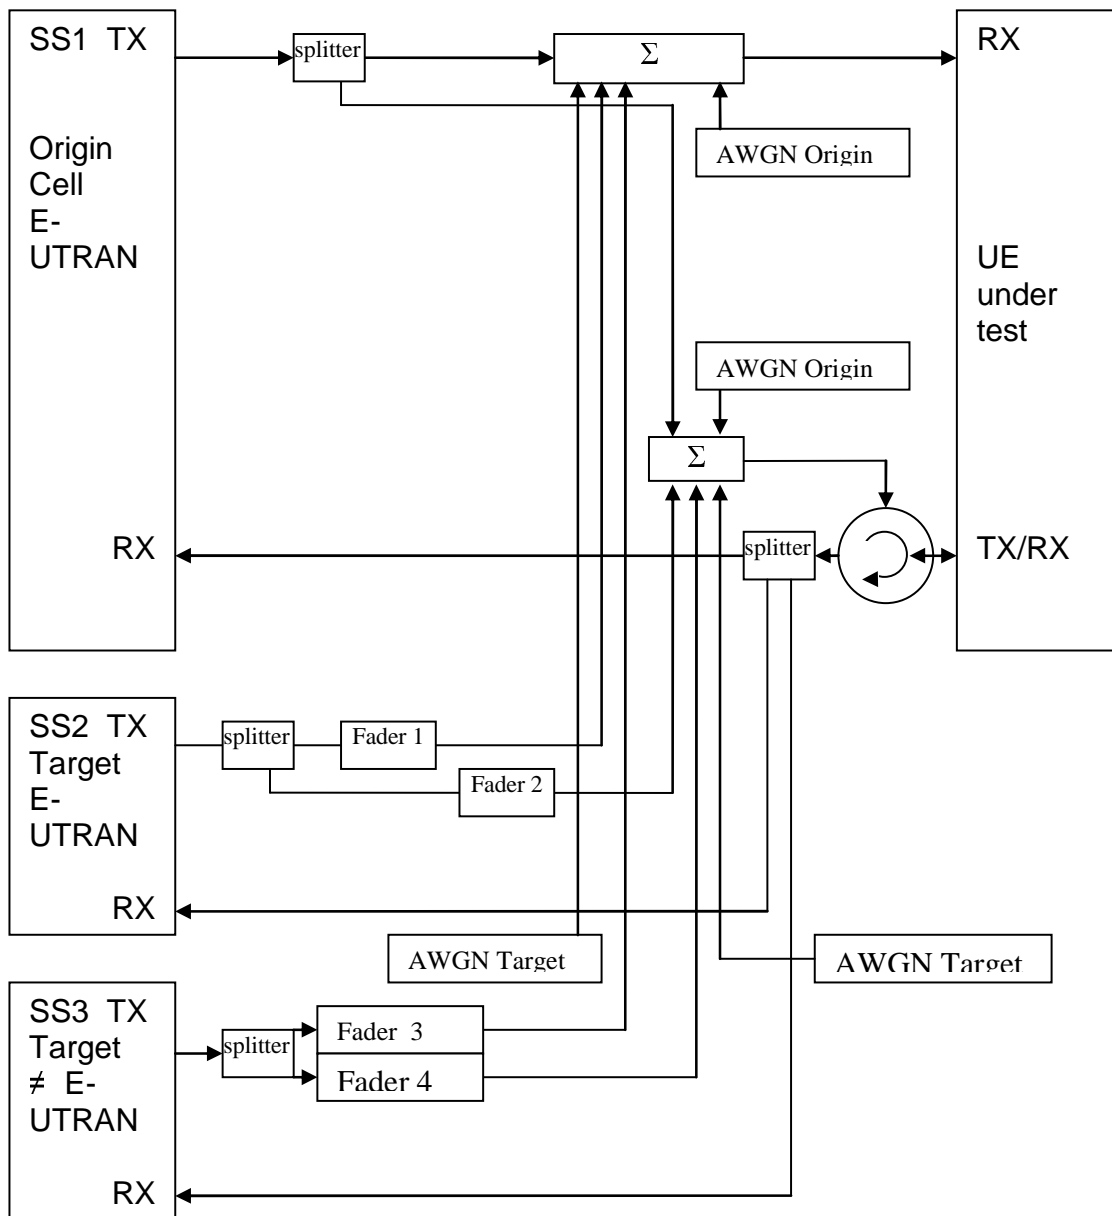 SS1 TX
splitter
Σ
RX
AWGN Origin
Origin
Cell
E-
UTRAN
UE
under
test
AWGN Origin
Σ
RX
splitter
TX/RX
SS2 TX
Target
E-
UTRAN
splitter
Fader 1
Fader 2
RX
AWGN Target
AWGN Target
SS3 TX
Target
≠ E-
UTRAN
splitter
Fader 3
Fader 4
RX